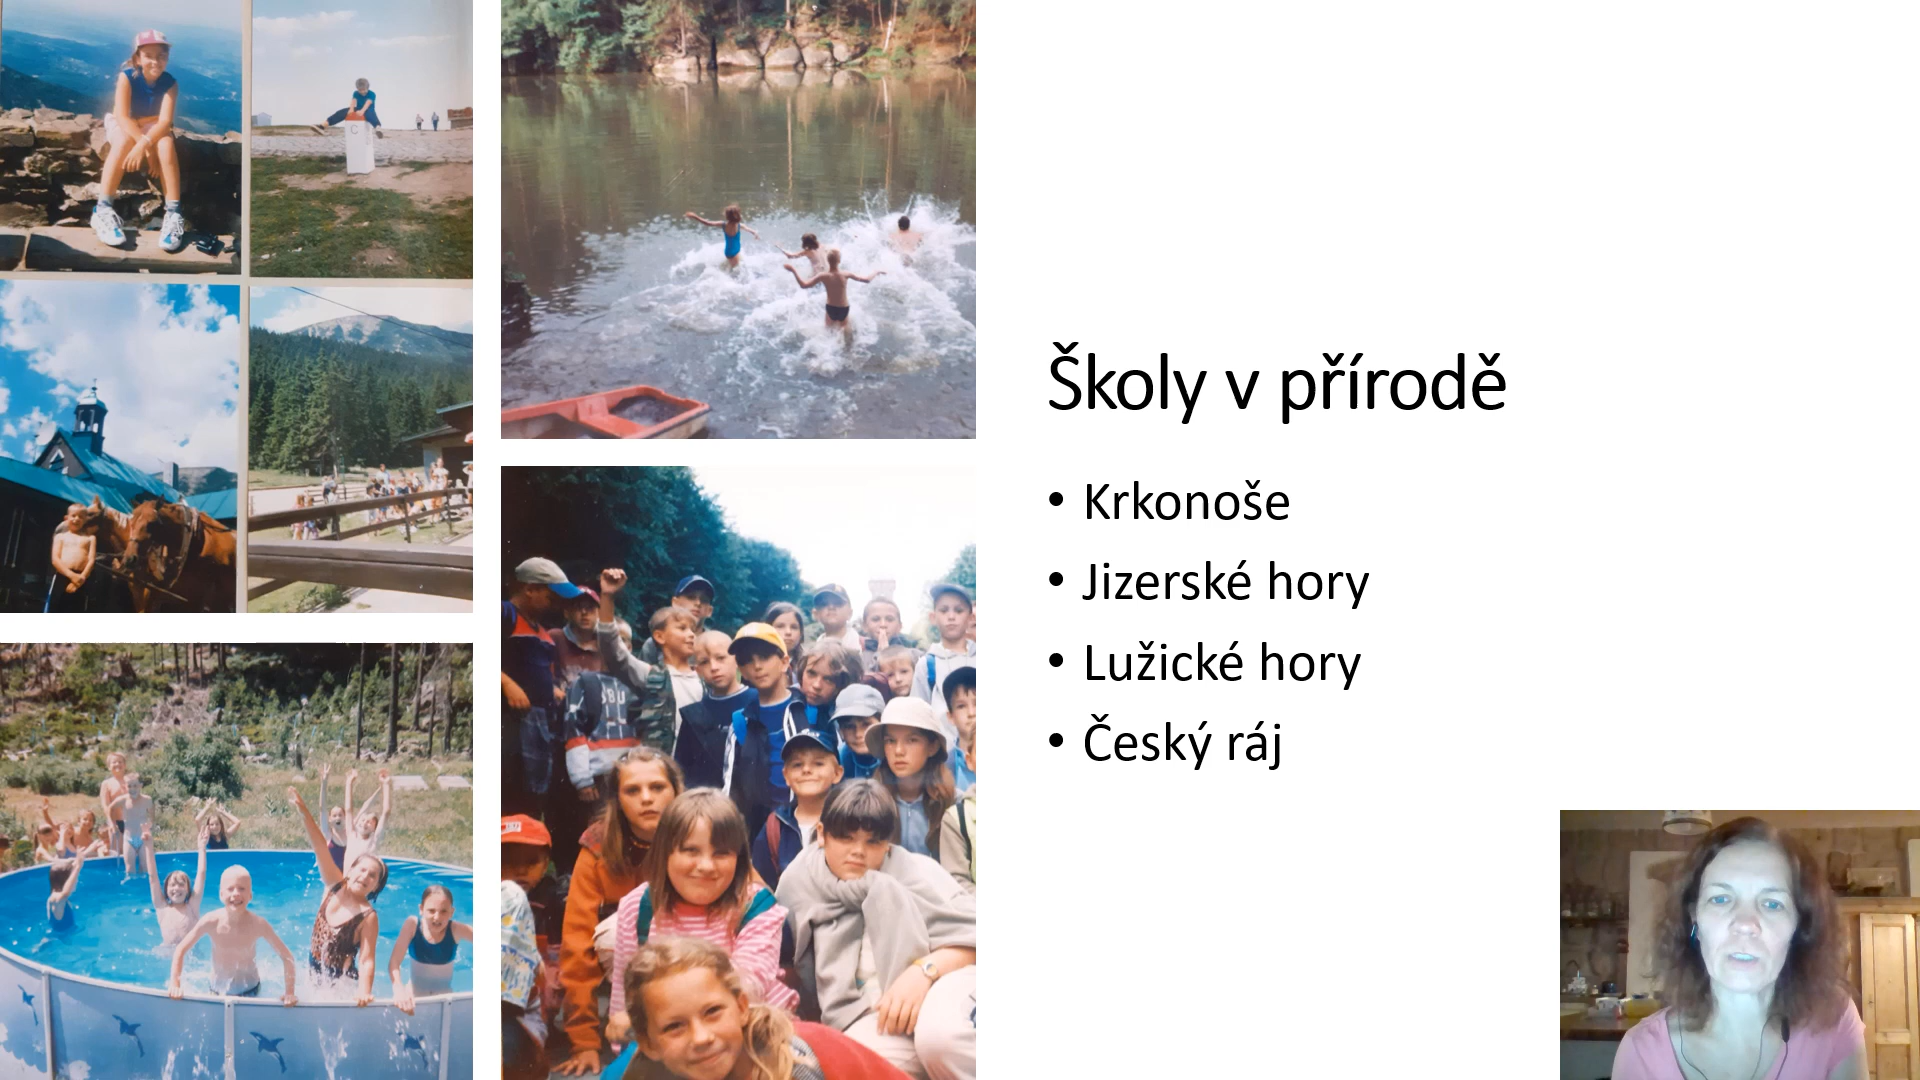 C
Školy v přírodě
• Krkonoše
• Jizerské hory
• Lužické hory
• Český ráj